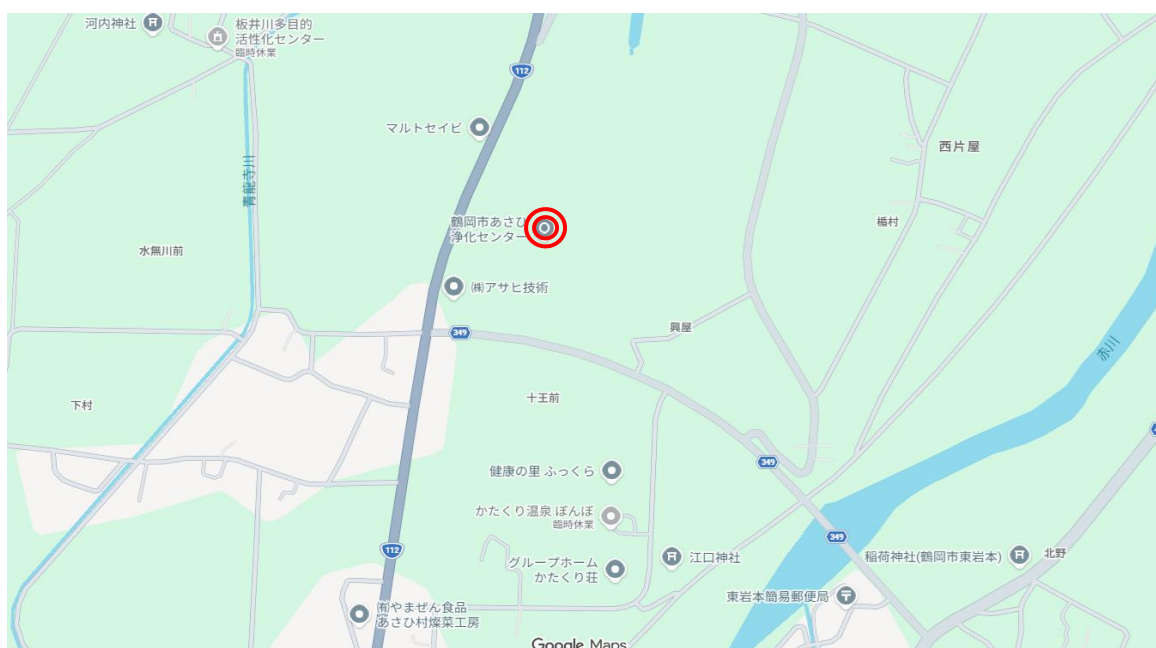 河内神社
板井川多目的
活性化センター
臨時休業
112
マルトセイビ
西片屋
青龍寺川
鶴岡市あさひ
浄化センター
楯村
水無川前
㈱アサヒ技術
349
興屋
赤川
下村
十王前
健康の里 ふっくら
349
かたくり温泉 ぼんぼ
臨時休業
349
112
江口神社
稲荷神社(鶴岡市東岩本)
北野
グループホーム
かたくり荘
東岩本簡易郵便局
㈲やまぜん食品
あさひ村燦菜工房
Google Maps